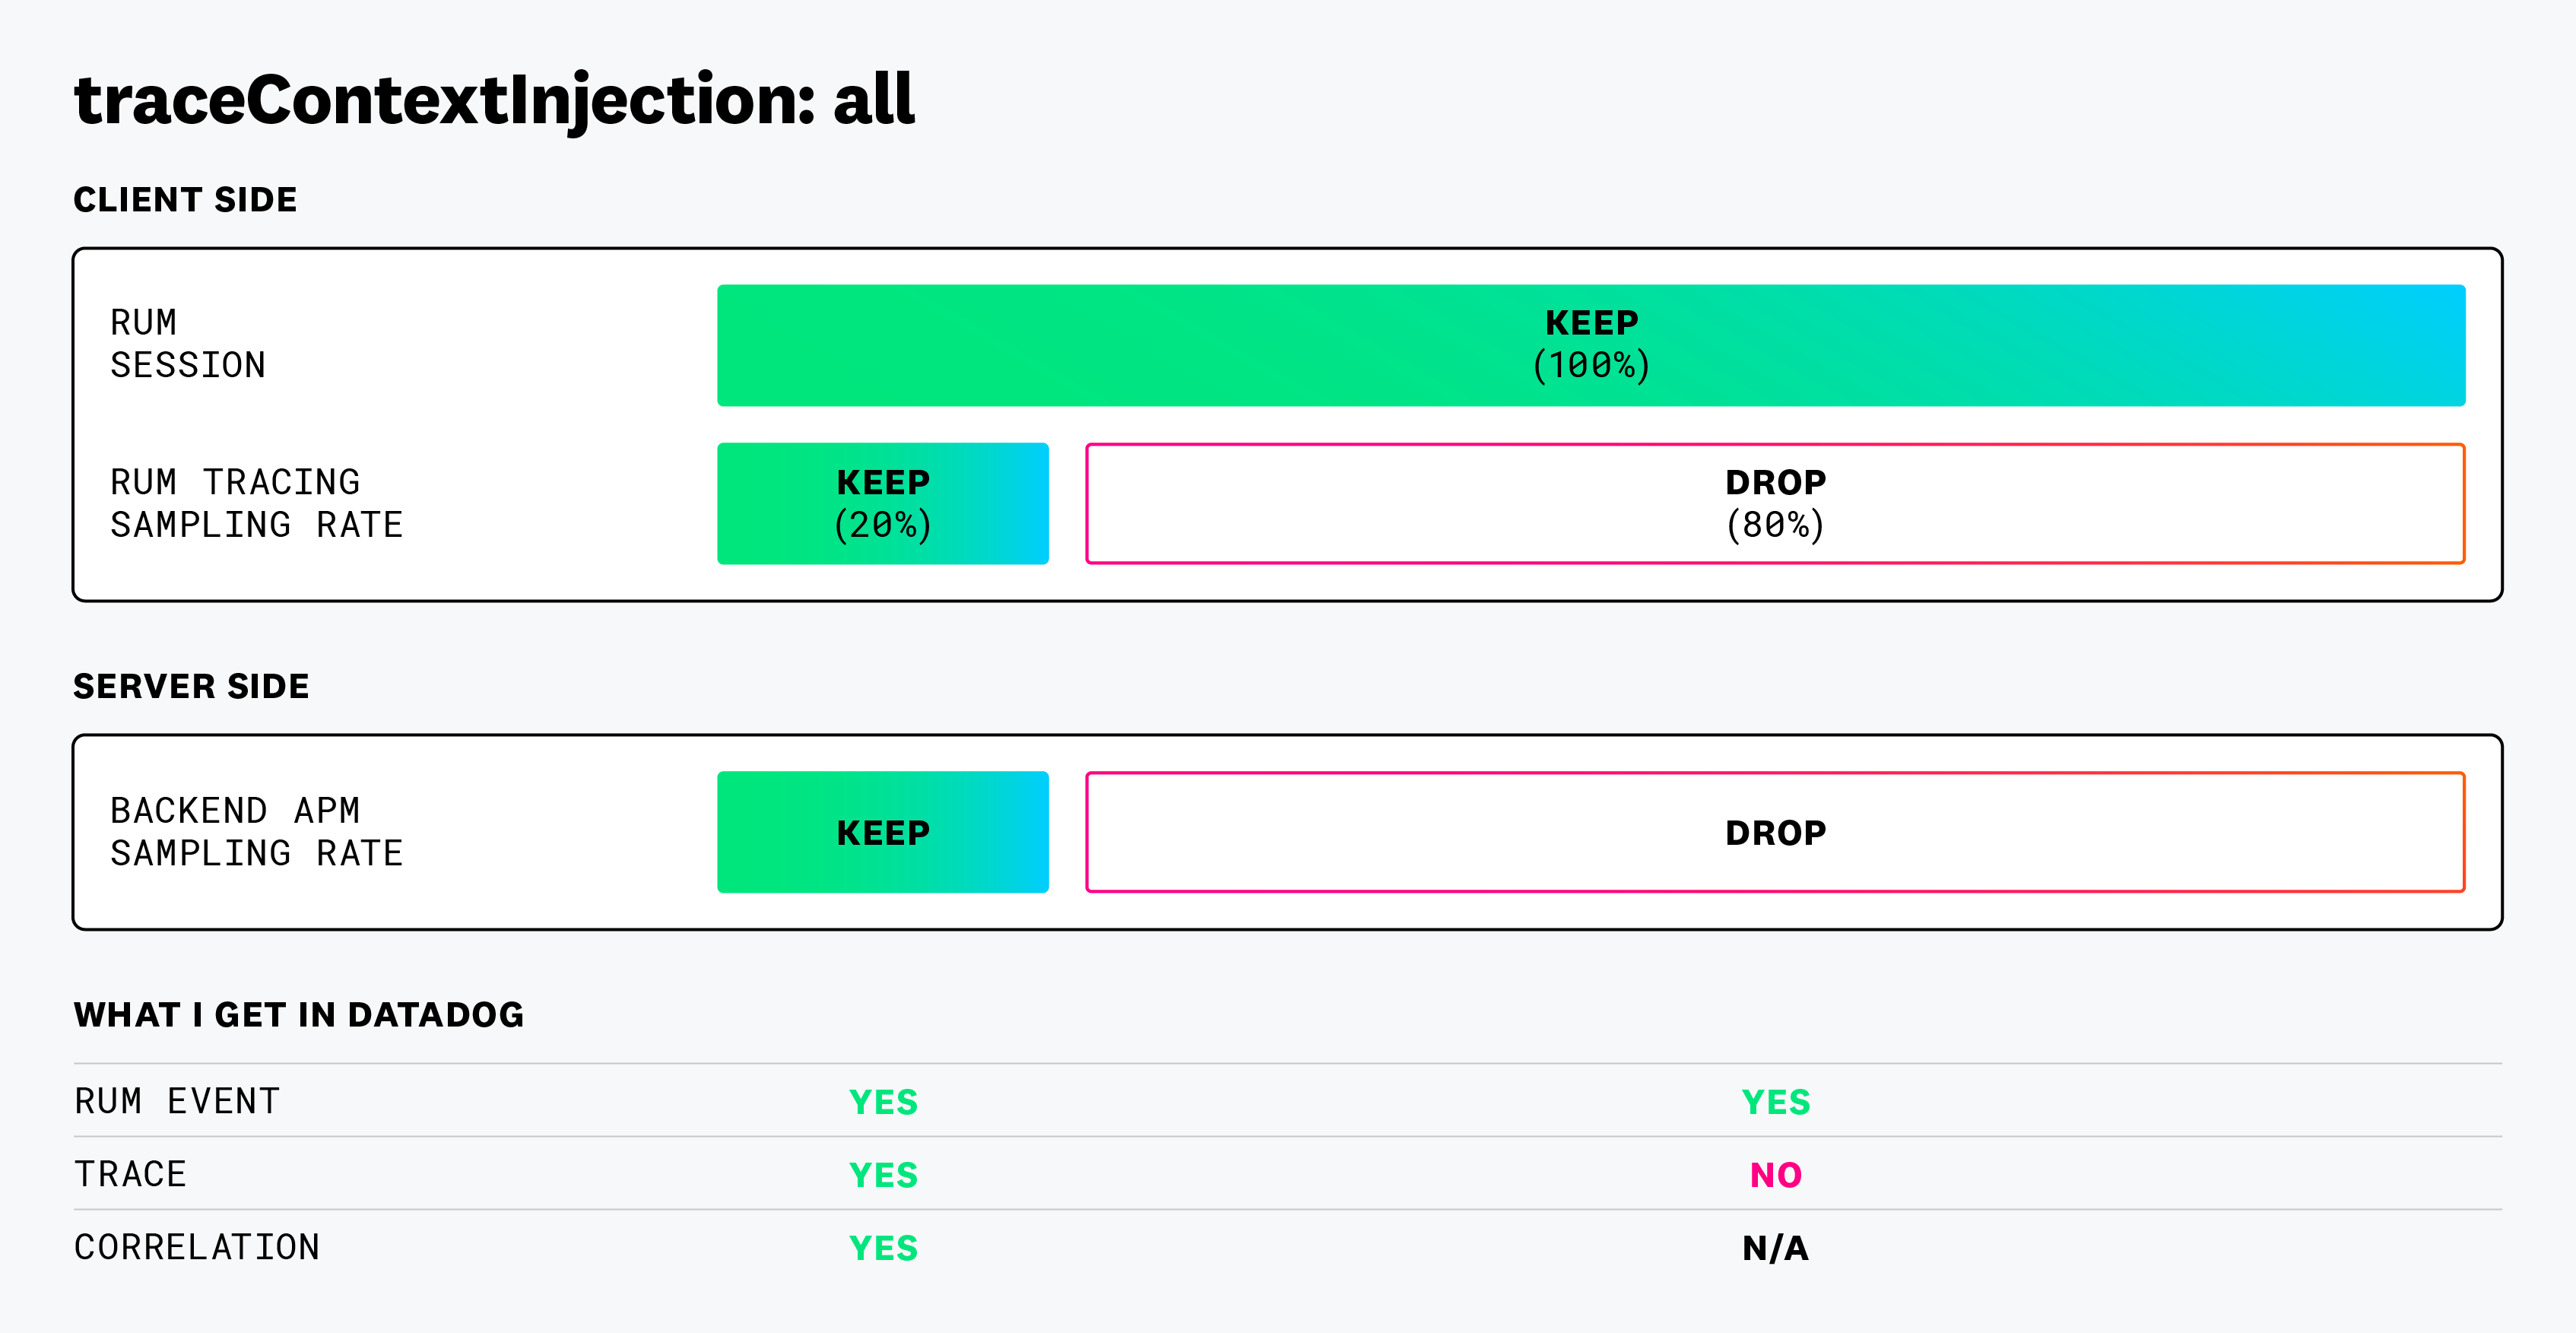 traceContextInjection: all
CLIENT SIDE
RUM
SESSION
KEEP
(100%)
RUM TRACING
SAMPLING RATE
KEEP
(20%)
DROP
(80%)
SERVER SIDE
BACKEND APM
SAMPLING RATE
KEEP
DROP
WHAT I GET IN DATADOG
RUM EVENT YES YES
TRACE YES NO
CORRELATION YES N/A